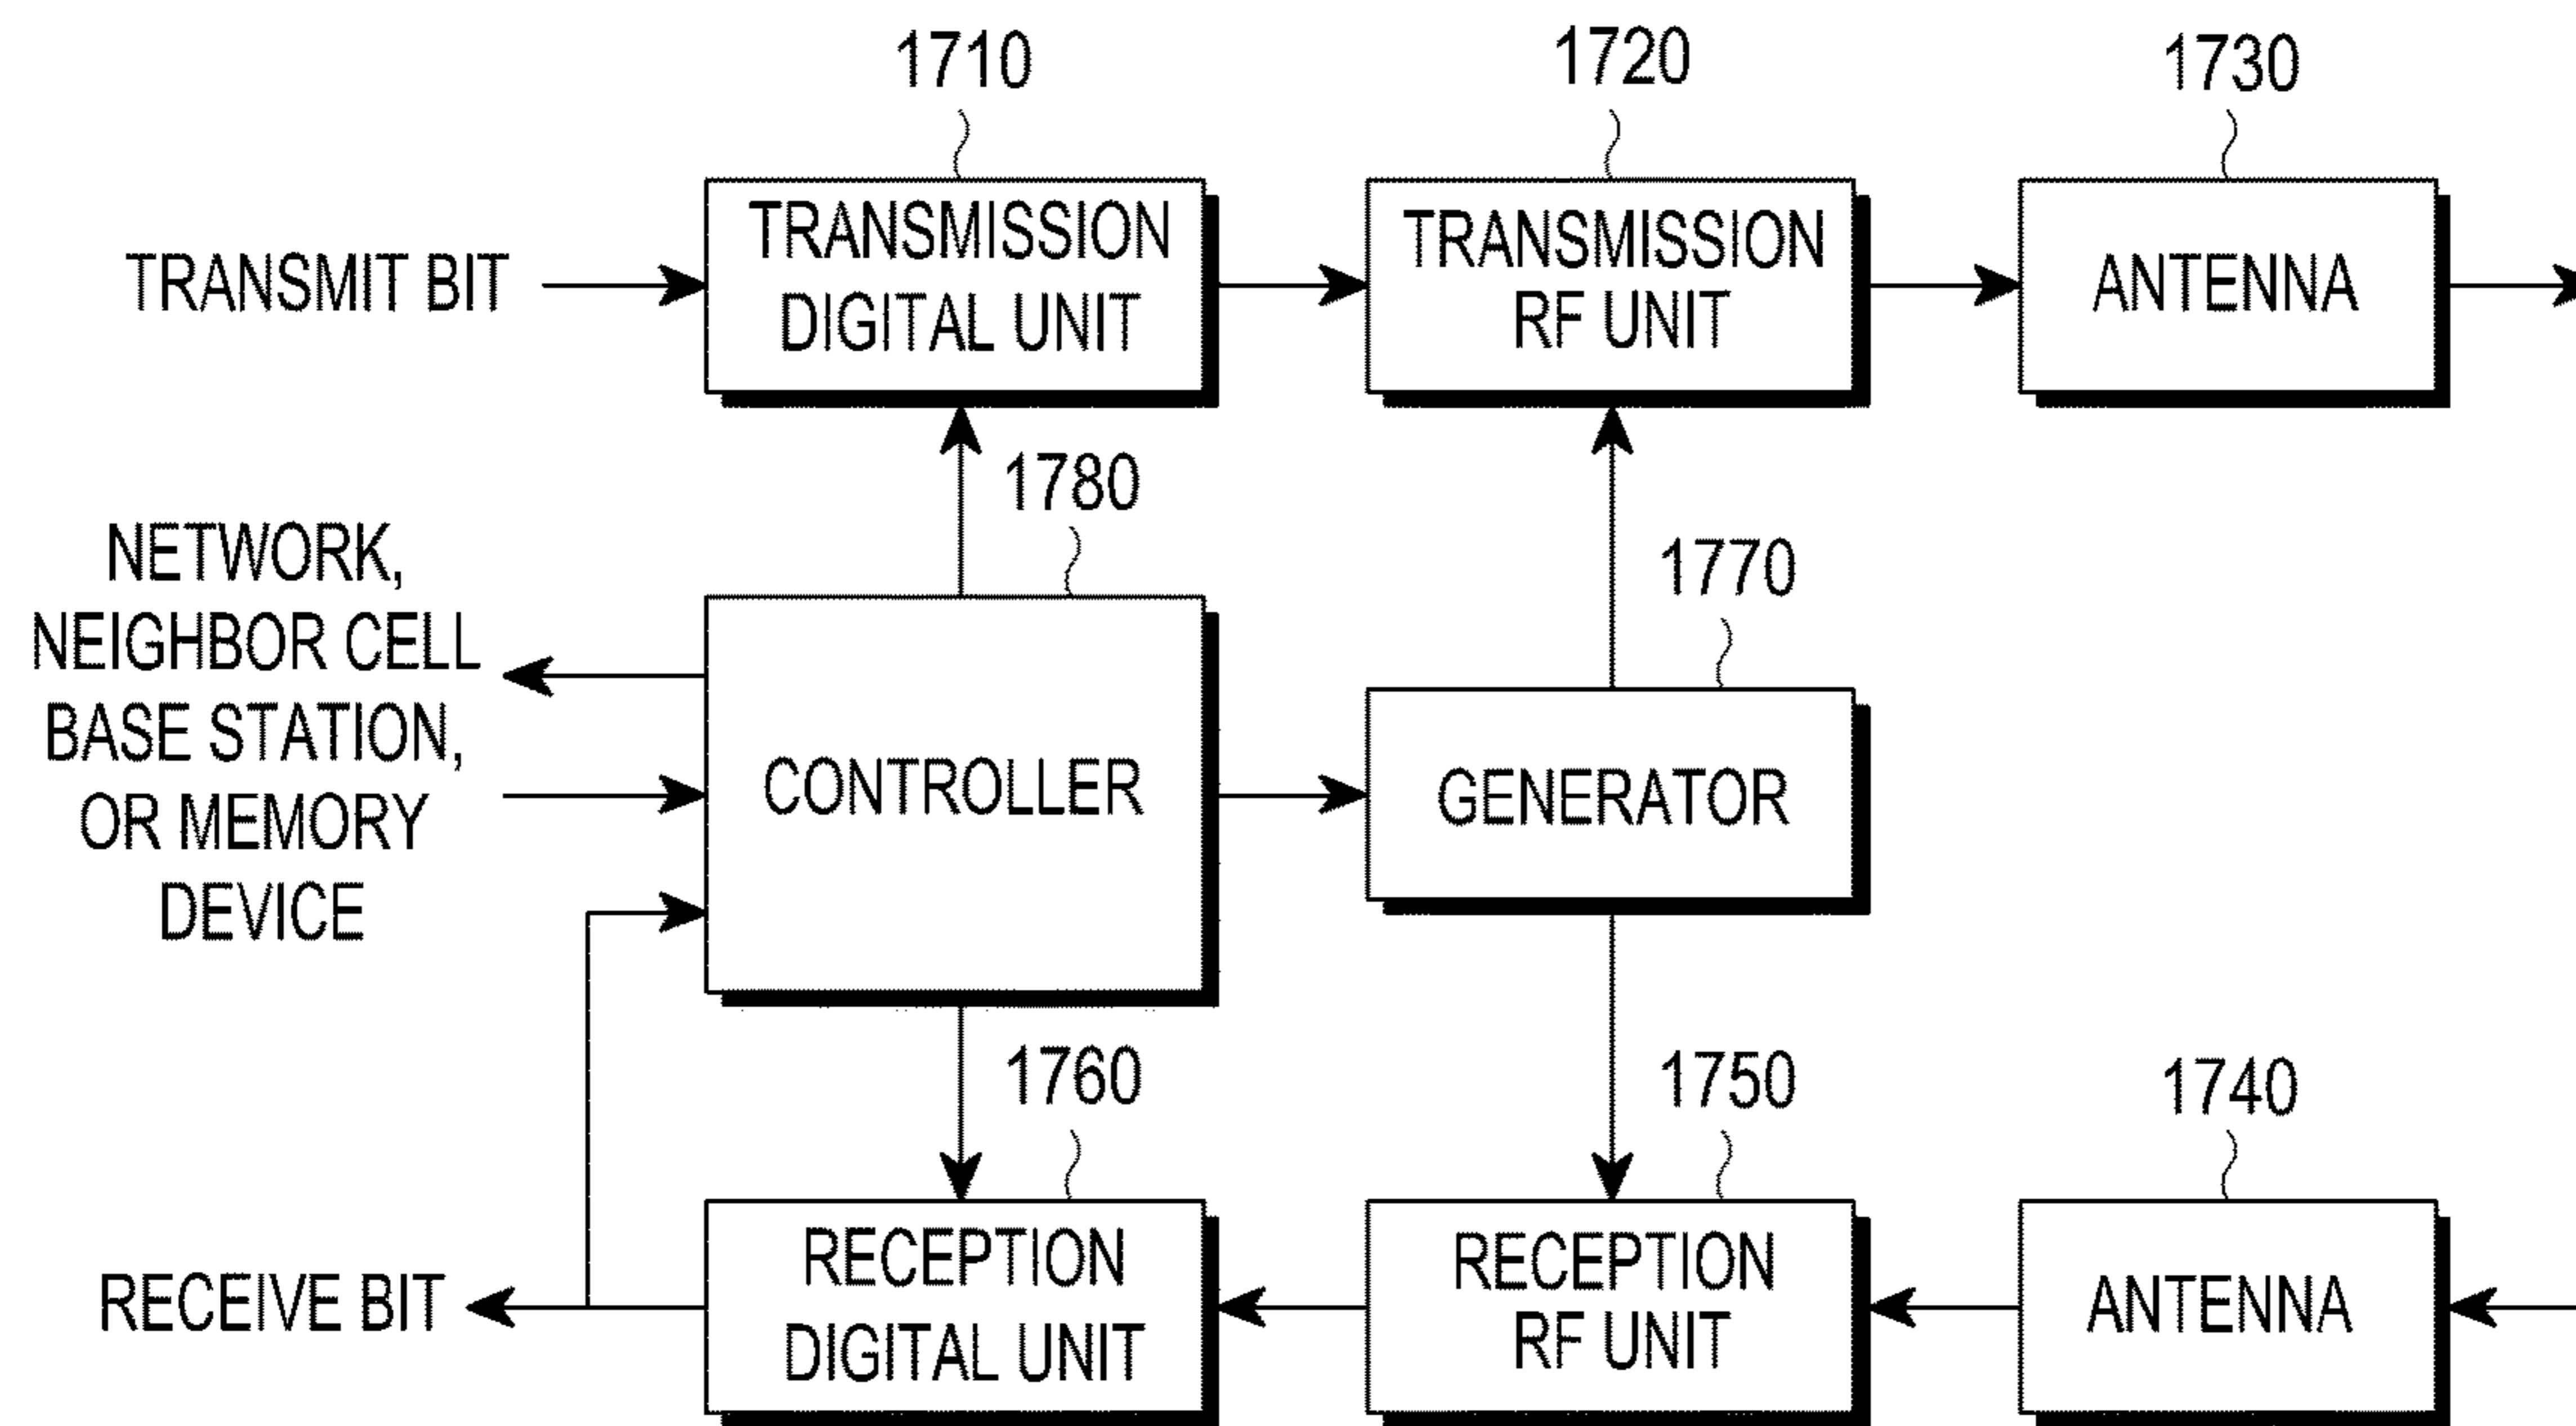 1710
1720
1730
TRANSMIT BIT
TRANSMISSION
DIGITAL UNIT
TRANSMISSION
RF UNIT
ANTENNA
1780
1770
NETWORK,
NEIGHBOR CELL
BASE STATION,
OR MEMORY
DEVICE
CONTROLLER
GENERATOR
1760
1750
1740
RECEIVE BIT
RECEPTION
DIGITAL UNIT
RECEPTION
RF UNIT
ANTENNA